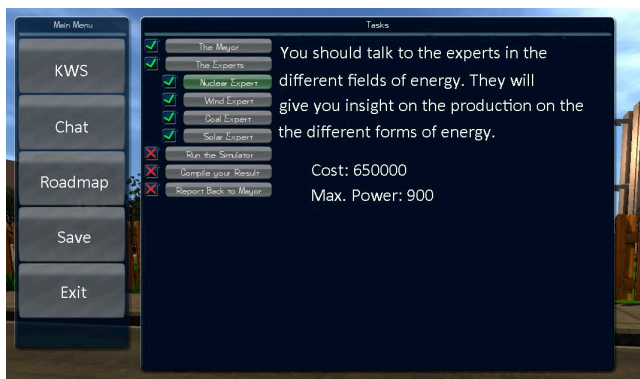 Main Menu
KWS
Chat
Roadmap
Save
Exit
Tasks
The Mayor
The Experts
Nuclear Expert
Wind Expert
Coal Expert
Solar Expert
Run the Simulator
Compile your Result
Report Back to Mayor
You should talk to the experts in the
different fields of energy. They will
give you insight on the production on the
the different forms of energy.
Cost: 650000
Max. Power: 900